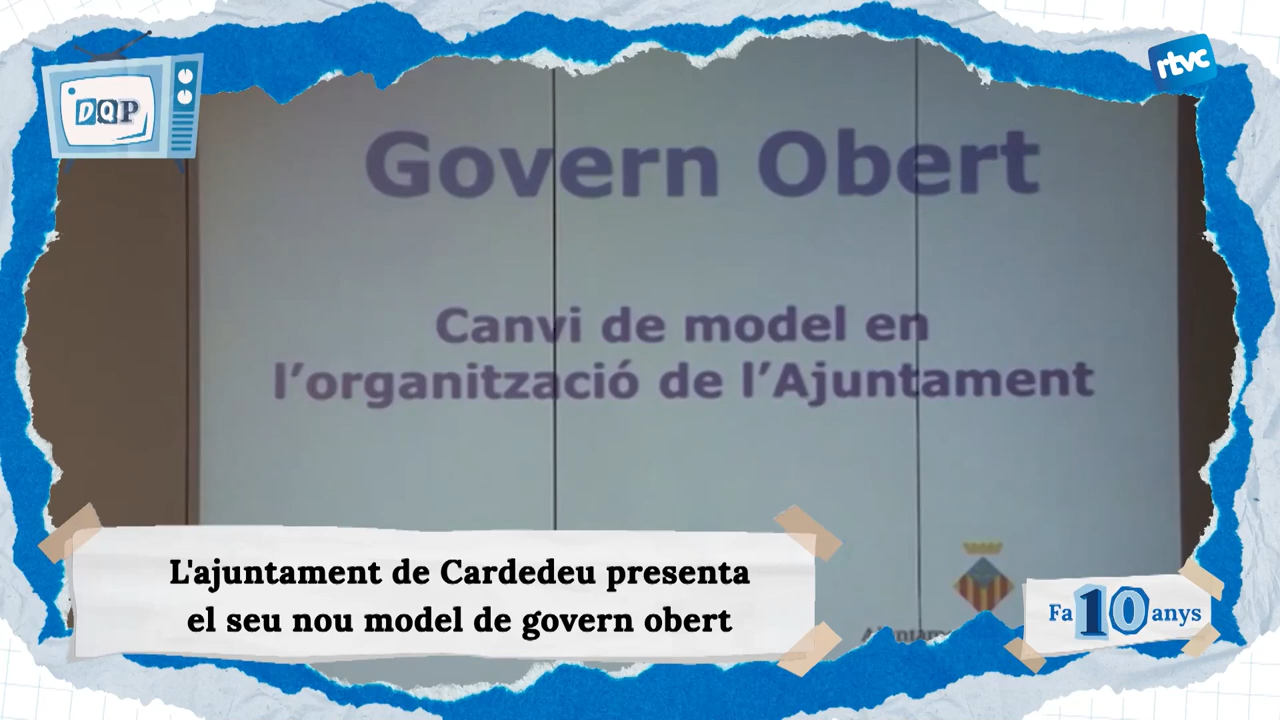 DQP
rtvc
Govern Obert
Canvi de model en
l’organització de l’Ajuntament
L'ajuntament de Cardedeu presenta
el seu nou model de govern obert
Fa 10 anys